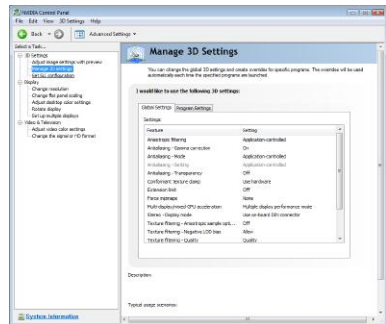 NVIDIA Control Panel
File Edit View 3D Settings Help
Back
Advanced Settings
Select a Task...
3D Settings
Adjust image settings with preview
Manage 3D settings
Set SLI configuration
Display
Change resolution
Change flat panel scaling
Adjust desktop color settings
Rotate display
Set up multiple displays
Video & Television
Adjust video color settings
Change the signal or HD format
System Information
Manage 3D Settings
You can change the global 3D settings and create overrides for specific programs. The overrides will be used
automatically each time the specified programs are launched.
I would like to use the following 3D settings:
Global Settings Program Settings
Settings:
Feature Setting
Anisotropic filtering Application-controlled
Antialiasing - Gamma correction On
Antialiasing - Mode Application-controlled
Antialiasing - Setting Application-controlled
Antialiasing - Transparency Off
Conformant texture clamp Use hardware
Extension limit Off
Force mipmaps None
Multi-display/mixed-GPU acceleration Multiple display performance mode
Stereo - Display mode Use on-board DIN connector
Texture filtering - Anisotropic sample opti... Off
Texture filtering - Negative LOD bias Allow
Texture filtering - Quality Quality
Description:
Typical usage scenarios: